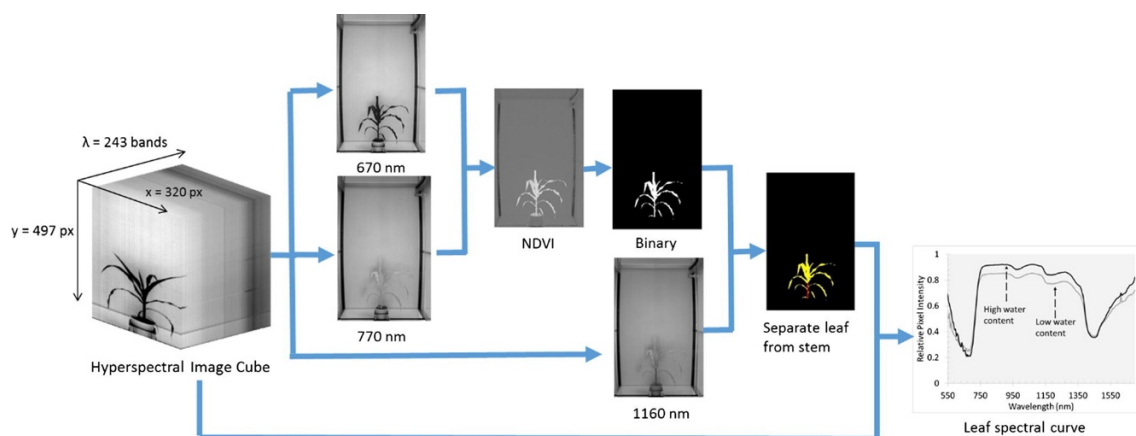 λ = 243 bands
x = 320 px
y = 497 px
Hyperspectral Image Cube
670 nm
770 nm
NDVI
Binary
1160 nm
Separate leaf
from stem
Relative Pixel Intensity
1
0.8
0.6
0.4
0.2
0
High water
content
Low water
content
550 750 950 1150 1350 1550
Wavelength (nm)
Leaf spectral curve